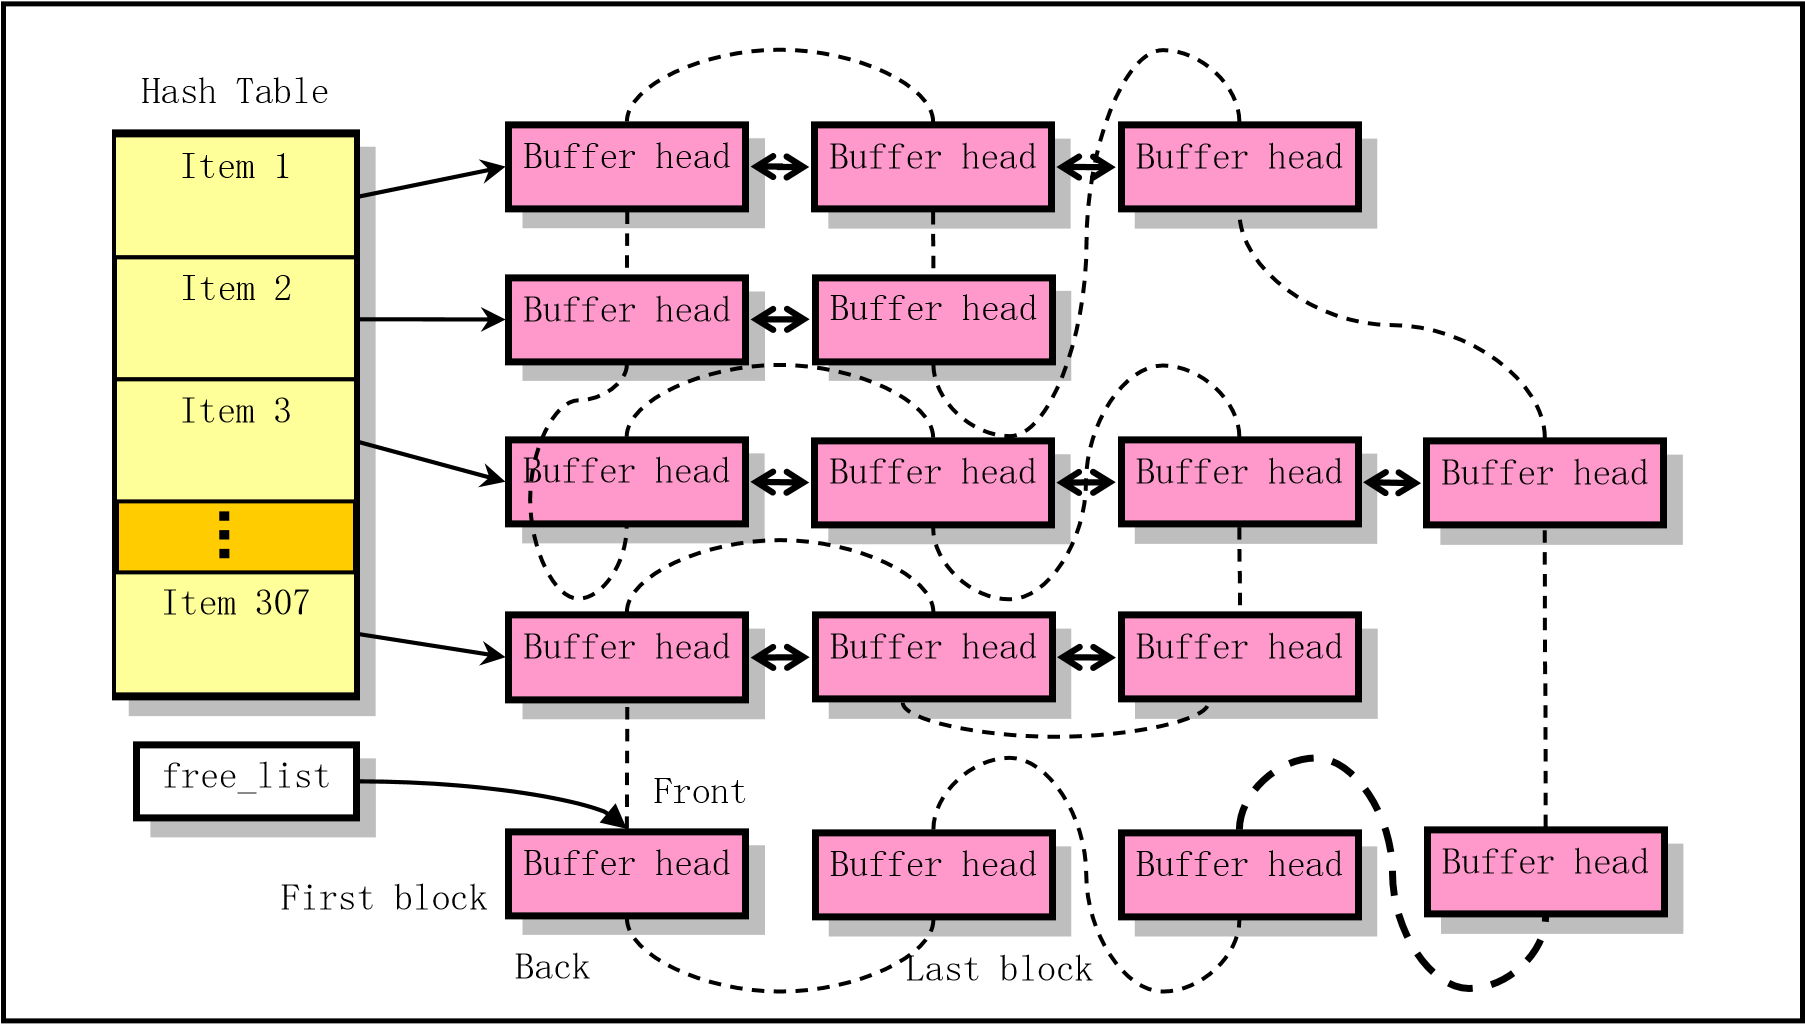 Hash Table
Item 1
Buffer head
Buffer head
Buffer head
Item 2
Buffer head
Buffer head
Item 3
Buffer head
Buffer head
Buffer head
Buffer head
Item 307
Buffer head
Buffer head
Buffer head
free_list
Front
Buffer head
Buffer head
Buffer head
Buffer head
First block
Back
Last block